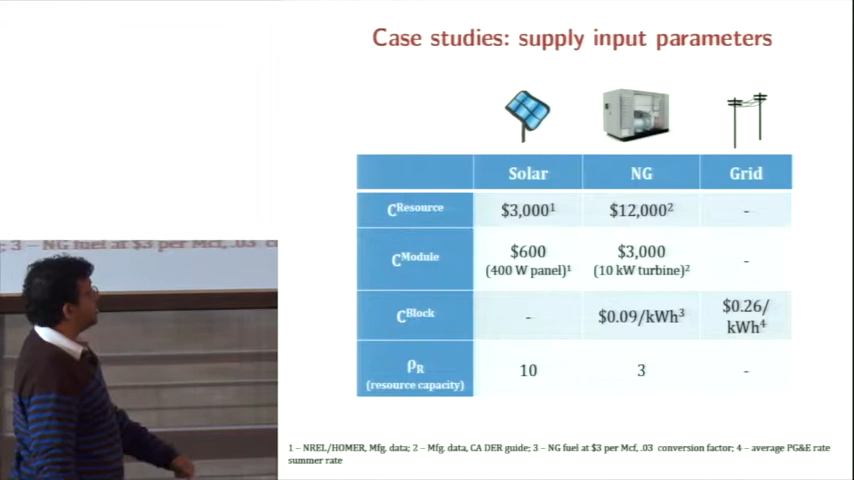 Case studies: supply input parameters
Solar NG Grid
C^Resource $3,000¹ $12,000² -
C^Module $600 (400 W panel)¹ $3,000 (10 kW turbine)² -
C^Block - $0.09/kWh³ $0.26/kWh⁴
ρR (resource capacity) 10 3 -
1 – NREL/HOMER, Mfg. data; 2 – Mfg. data, CA DER guide; 3 – NG fuel at $3 per Mcf, .03 conversion factor; 4 – average PG&E rate
summer rate
; 3 – NG fuel at $3 per Mcf, .03